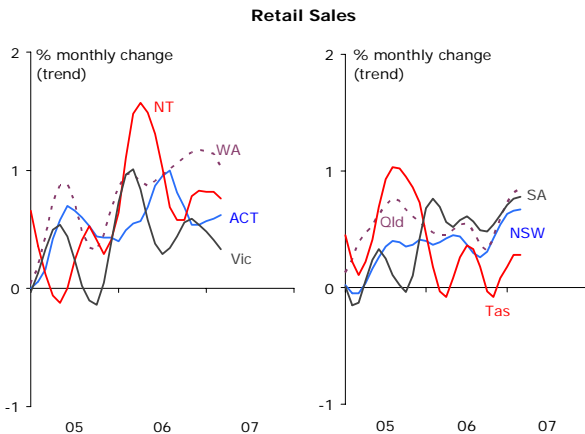 Retail Sales
2
% monthly change
(trend)
NT
WA
1
ACT
Vic
0
-1
05
06
07
2
% monthly change
(trend)
1
SA
Qld
NSW
0
Tas
-1
05
06
07